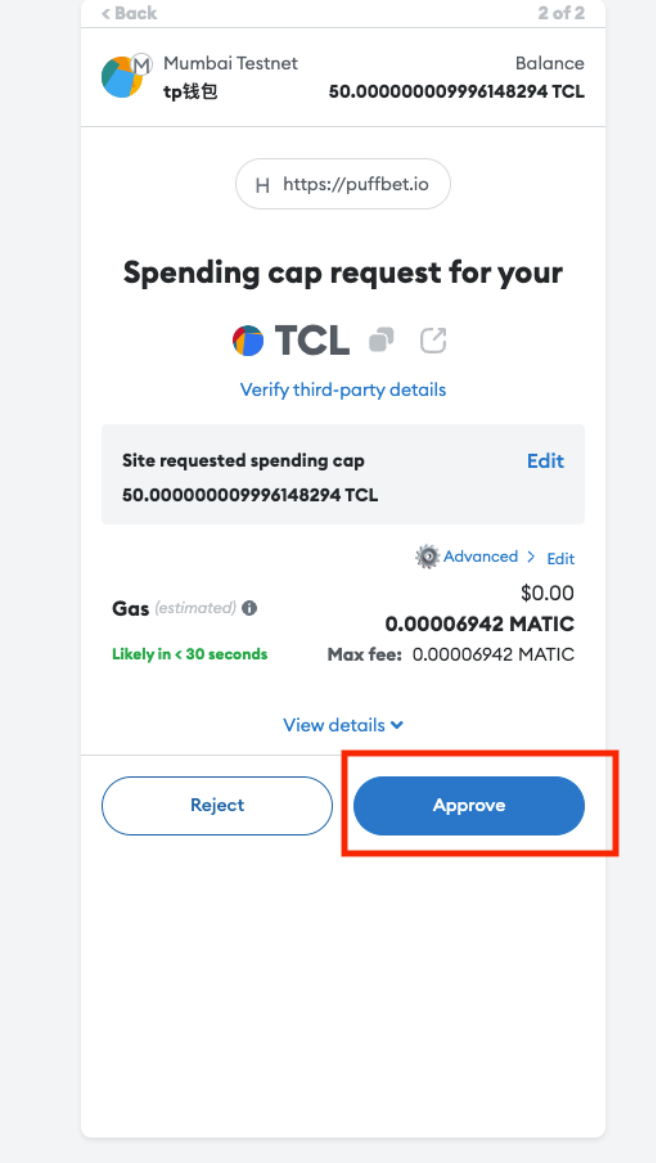 < Back 2 of 2
M Mumbai Testnet Balance
tp钱包 50.000000009996148294 TCL
H https://puffbet.io
Spending cap request for your
TCL
Verify third-party details
Site requested spending cap Edit
50.000000009996148294 TCL
Advanced > Edit
$0.00
Gas (estimated) i 0.00006942 MATIC
Likely in < 30 seconds Max fee: 0.00006942 MATIC
View details
Reject Approve